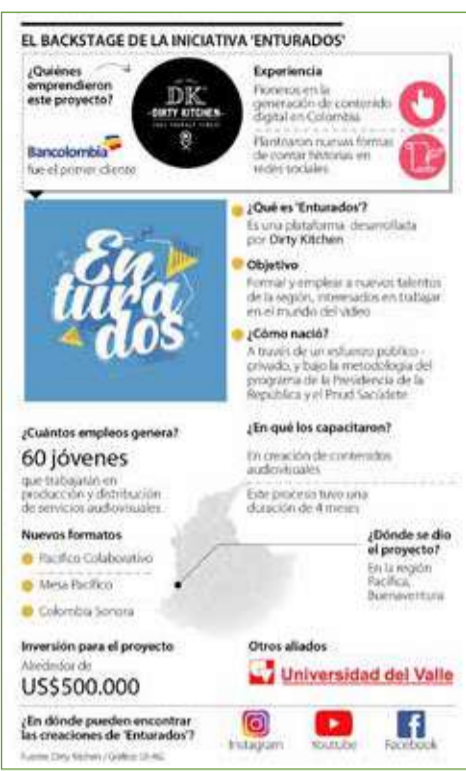 EL BACKSTAGE DE LA INICIATIVA 'ENTURADOS'
¿Quiénes
emprendieron
este proyecto?
Bancolombia
fue el primer cliente
DK
DIRTY KITCHEN
Experiencia
Pioneros en la
generación de contenido
digital en Colombia
Plantearon nuevas formas
de contar historias en
redes sociales
En
tura
dos
¿Qué es 'Enturados'?
Es una plataforma desarrollada
por Dirty Kitchen
Objetivo
Formar y emplear a nuevos talentos
de la región, interesados en trabajar
en el mundo del video
¿Cómo nació?
A través de un esfuerzo público -
privado, y bajo la metodología del
programa de la Presidencia de la
República y el Pnud Sacúdete
¿Cuántos empleos genera?
60 jóvenes
que trabajarán en
producción y distribución
de servicios audiovisuales
¿En qué los capacitaron?
En creación de contenidos
audiovisuales
Este proceso tuvo una
duración de 4 meses
Nuevos formatos
Pacífico Colaborativo
Mesa Pacífico
Colombia Sonora
¿Dónde se dio
el proyecto?
En la región
Pacífica,
Buenaventura
Inversión para el proyecto
Alrededor de
US$500.000
Otros aliados
Universidad del Valle
¿En dónde pueden encontrar
las creaciones de 'Enturados'?
Instagram
Youtube
Facebook
Fuente: Dirty Kitchen / Gráfico: LR-